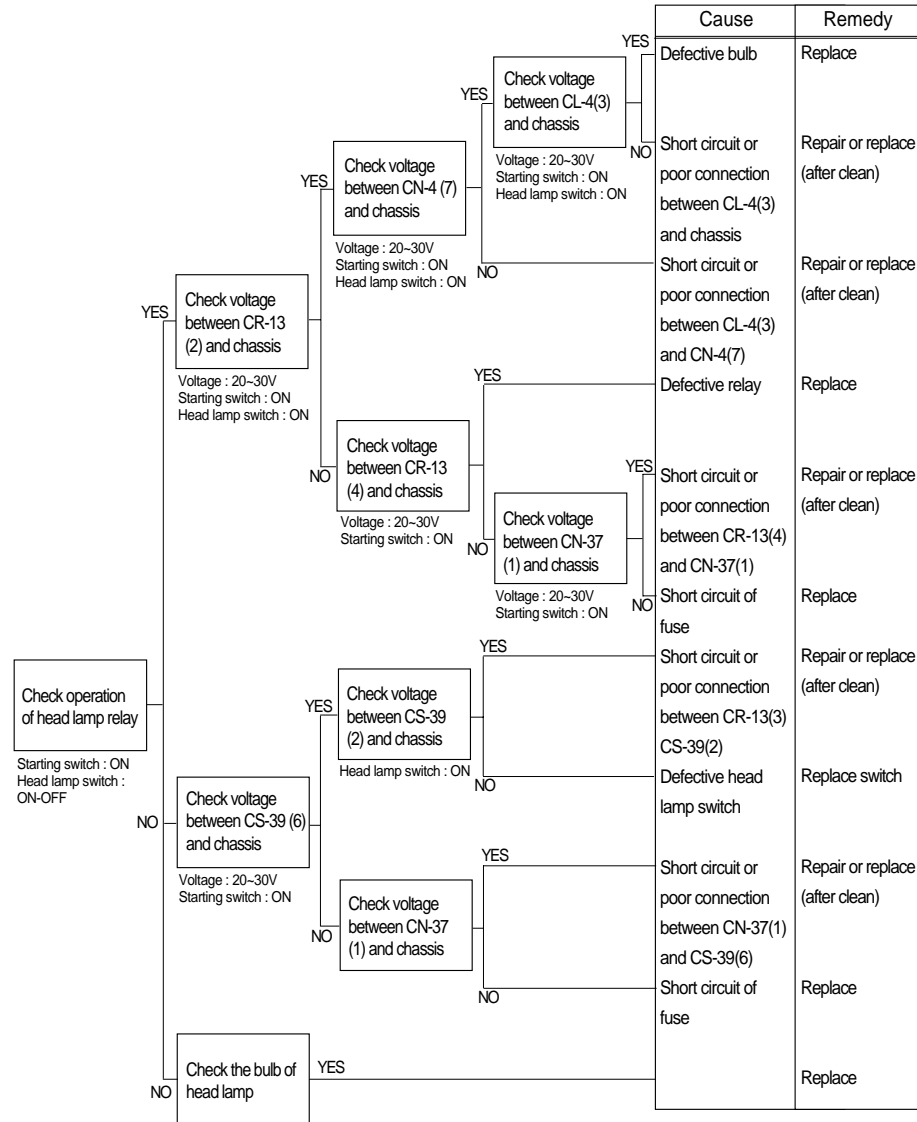 Cause Remedy
YES
Defective bulb Replace
Check voltage
between CL-4(3)
and chassis
YES
NO
Short circuit or Repair or replace
poor connection (after clean)
between CL-4(3)
and chassis
Voltage : 20~30V
Starting switch : ON
Head lamp switch : ON
Check voltage
between CN-4 (7)
and chassis
YES
Voltage : 20~30V
Starting switch : ON
Head lamp switch : ON
NO
Short circuit or Repair or replace
poor connection (after clean)
between CL-4(3)
and CN-4(7)
YES
Check voltage
between CR-13
(2) and chassis
Voltage : 20~30V
Starting switch : ON
Head lamp switch : ON
YES
Defective relay Replace
NO
Check voltage
between CR-13
(4) and chassis
Voltage : 20~30V
Starting switch : ON
YES
Short circuit or Repair or replace
poor connection (after clean)
between CR-13(4)
and CN-37(1)
NO
Check voltage
between CN-37
(1) and chassis
Voltage : 20~30V
Starting switch : ON
NO
Short circuit of Replace
fuse
Check operation
of head lamp relay
Starting switch : ON
Head lamp switch :
ON-OFF
YES
Short circuit or Repair or replace
poor connection (after clean)
between CR-13(3)
CS-39(2)
YES
Check voltage
between CS-39
(2) and chassis
Head lamp switch : ON
NO
Defective head Replace switch
lamp switch
NO
Check voltage
between CS-39 (6)
and chassis
Voltage : 20~30V
Starting switch : ON
YES
Short circuit or Repair or replace
poor connection (after clean)
between CN-37(1)
and CS-39(6)
NO
Check voltage
between CN-37
(1) and chassis
NO
Short circuit of Replace
fuse
NO
Check the bulb of
head lamp
YES
Replace